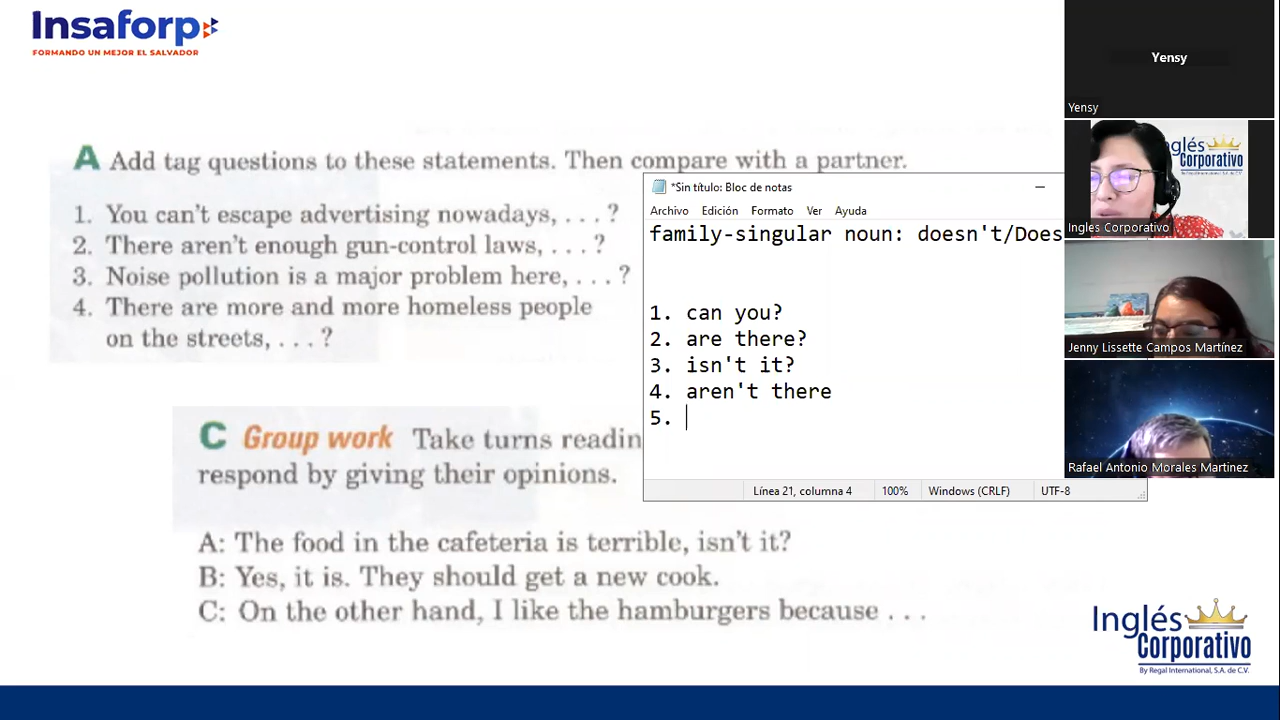 Insaforp
FORMANDO UN MEJOR EL SALVADOR
A Add tag questions to these statements. Then compare with a partner.
1. You can't escape advertising nowadays, . . . ?
2. There aren't enough gun-control laws, . . . ?
3. Noise pollution is a major problem here, . . . ?
4. There are more and more homeless people
on the streets, . . . ?
C Group work Take turns readin
respond by giving their opinions.
A: The food in the cafeteria is terrible, isn't it?
B: Yes, it is. They should get a new cook.
C: On the other hand, I like the hamburgers because . . .
*Sin título: Bloc de notas
Archivo Edición Formato Ver Ayuda
family-singular noun: doesn't/Does
1. can you?
2. are there?
3. isn't it?
4. aren't there
5.
Línea 21, columna 4 100% Windows (CRLF) UTF-8
Yensy
Yensy
Inglés
Corporativo
Ingles Corporativo
Jenny Lissette Campos Martínez
Rafael Antonio Morales Martinez
Inglés
Corporativo
By Regal International, S.A. de C.V.